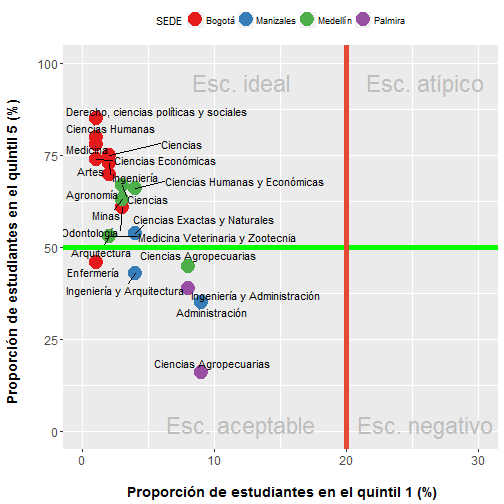 SEDE Bogotá Manizales Medellín Palmira
Proporción de estudiantes en el quintil 5 (%)
100
75
50
25
0
Esc. ideal
Esc. atípico
Derecho, ciencias políticas y sociales
Ciencias Humanas
Medicina
Ciencias
Ciencias Económicas
Artes
Ingeniería
Ciencias Humanas y Económicas
Agronomía
Ciencias
Minas
Ciencias Exactas y Naturales
Odontología
Medicina Veterinaria y Zootecnia
Arquitectura
Ciencias Agropecuarias
Enfermería
Ingeniería y Arquitectura
Ingeniería y Administración
Administración
Ciencias Agropecuarias
Esc. aceptable
Esc. negativo
0
10
20
30
Proporción de estudiantes en el quintil 1 (%)